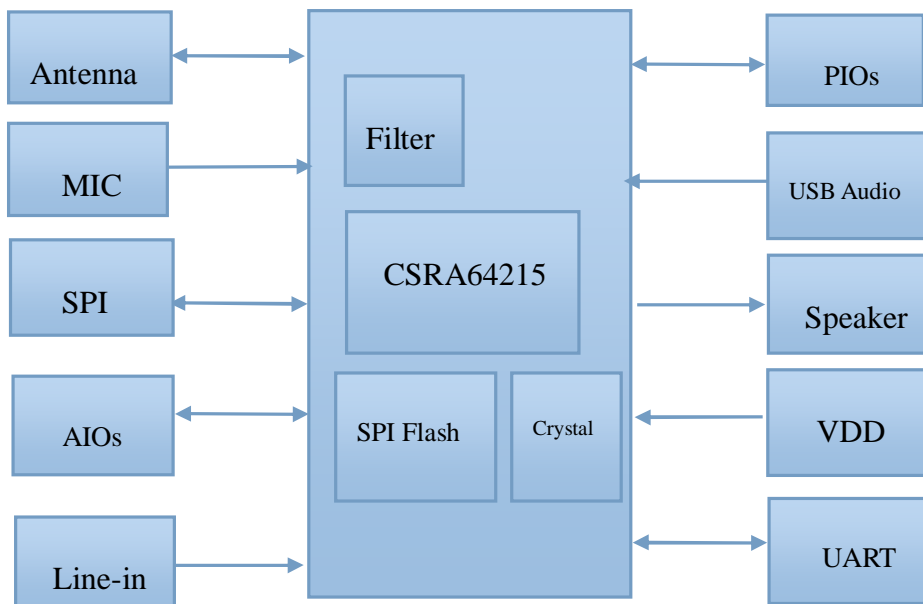 Antenna
MIC
SPI
AIOs
Line-in
Filter
CSRA64215
SPI Flash
Crystal
PIOs
USB Audio
Speaker
VDD
UART